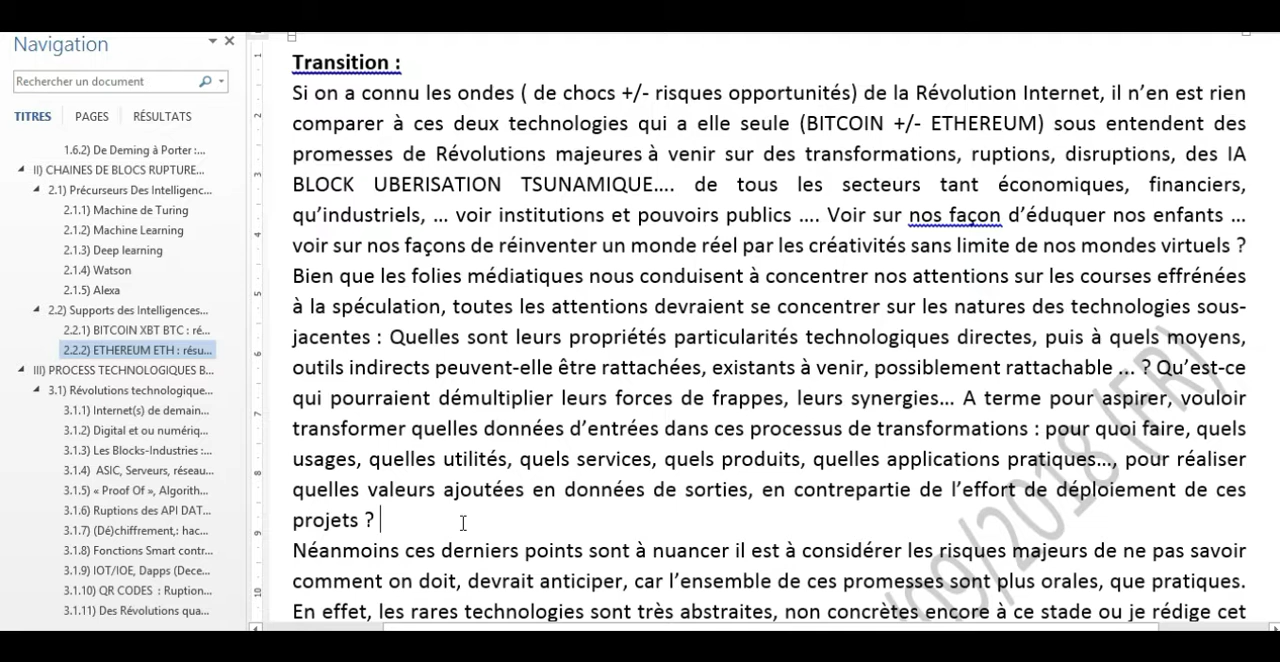 Navigation
Rechercher un document
TITRES PAGES RÉSULTATS
1.6.2) De Deming à Porter :...
II) CHAINES DE BLOCS RUPTURE...
2.1) Précurseurs Des Intelligenc...
2.1.1) Machine de Turing
2.1.2) Machine Learning
2.1.3) Deep learning
2.1.4) Watson
2.1.5) Alexa
2.2) Supports des Intelligences...
2.2.1) BITCOIN XBT BTC : ré...
2.2.2) ETHEREUM ETH : résu...
III) PROCESS TECHNOLOGIQUES B...
3.1) Révolutions technologique...
3.1.1) Internet(s) de demain...
3.1.2) Digital et ou numériq...
3.1.3) Les Blocks-Industries :...
3.1.4) ASIC, Serveurs, réseau...
3.1.5) « Proof Of », Algorith...
3.1.6) Ruptions des API DAT...
3.1.7) (Dé)chiffrement,: hac...
3.1.8) Fonctions Smart contr...
3.1.9) IOT/IOE, Dapps (Dece...
3.1.10) QR CODES : Ruption...
3.1.11) Des Révolutions qua...
Transition :
Si on a connu les ondes ( de chocs +/- risques opportunités) de la Révolution Internet, il n’en est rien
comparer à ces deux technologies qui a elle seule (BITCOIN +/- ETHEREUM) sous entendent des
promesses de Révolutions majeures à venir sur des transformations, ruptions, disruptions, des IA
BLOCK UBERISATION TSUNAMIQUE…. de tous les secteurs tant économiques, financiers,
qu’industriels, … voir institutions et pouvoirs publics …. Voir sur nos façon d’éduquer nos enfants …
voir sur nos façons de réinventer un monde réel par les créativités sans limite de nos mondes virtuels ?
Bien que les folies médiatiques nous conduisent à concentrer nos attentions sur les courses effrénées
à la spéculation, toutes les attentions devraient se concentrer sur les natures des technologies sous-
jacentes : Quelles sont leurs propriétés particularités technologiques directes, puis à quels moyens,
outils indirects peuvent-elle être rattachées, existants à venir, possiblement rattachable … ? Qu’est-ce
qui pourraient démultiplier leurs forces de frappes, leurs synergies… A terme pour aspirer, vouloir
transformer quelles données d’entrées dans ces processus de transformations : pour quoi faire, quels
usages, quelles utilités, quels services, quels produits, quelles applications pratiques…, pour réaliser
quelles valeurs ajoutées en données de sorties, en contrepartie de l’effort de déploiement de ces
projets ?
Néanmoins ces derniers points sont à nuancer il est à considérer les risques majeurs de ne pas savoir
comment on doit, devrait anticiper, car l’ensemble de ces promesses sont plus orales, que pratiques.
En effet, les rares technologies sont très abstraites, non concrètes encore à ce stade ou je rédige cet
09/2018 (FR)